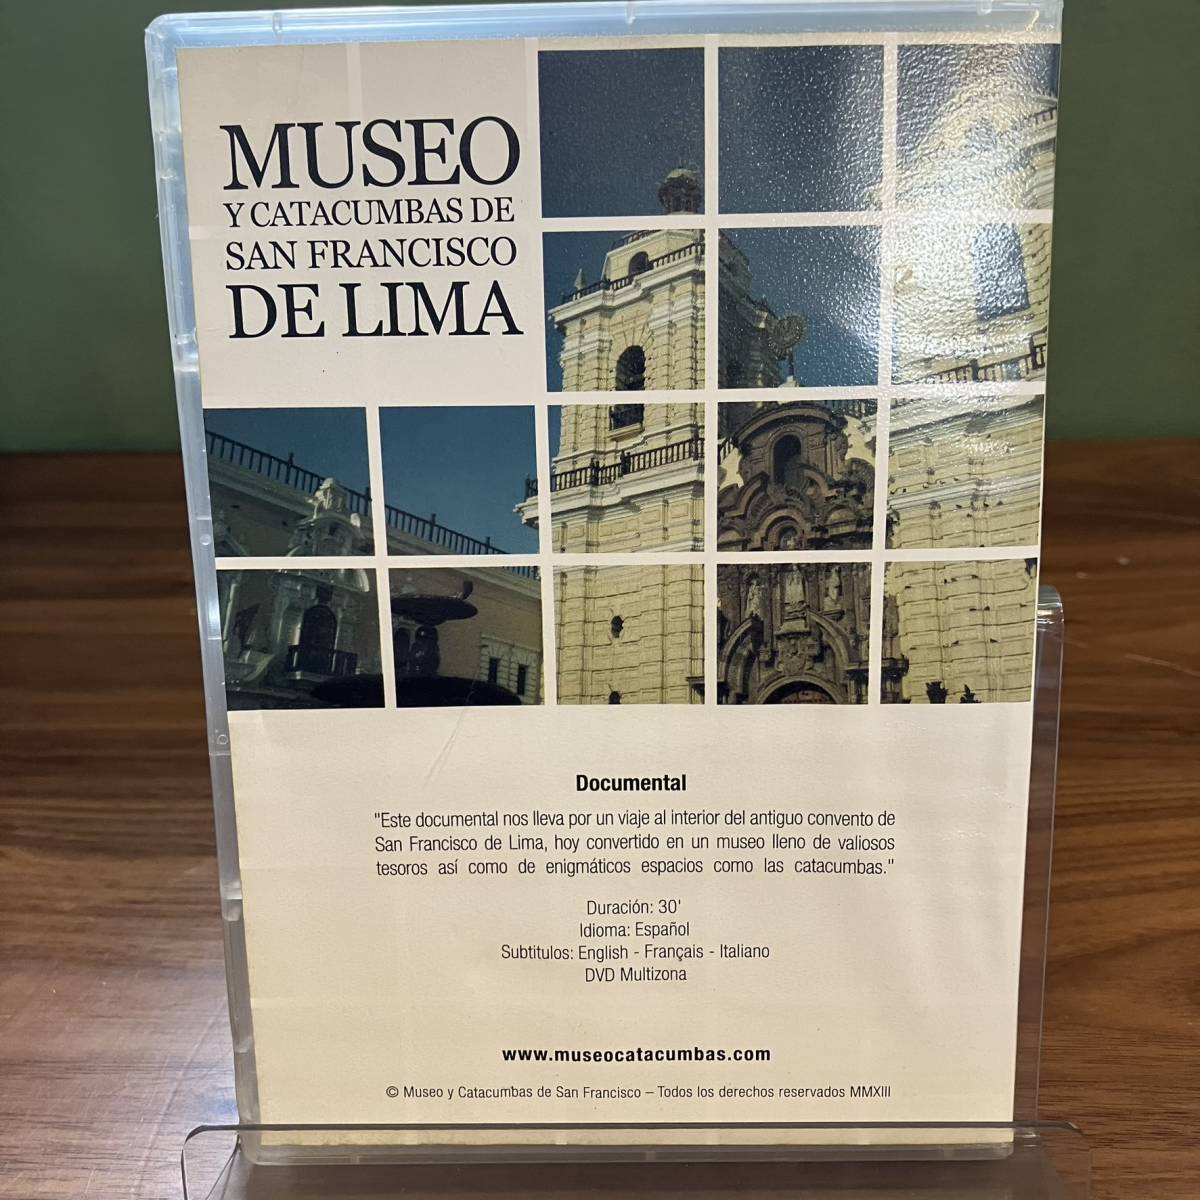 MUSEO
Y CATACUMBAS DE
SAN FRANCISCO
DE LIMA
Documental
"Este documental nos lleva por un viaje al interior del antiguo convento de
San Francisco de Lima, hoy convertido en un museo lleno de valiosos
tesoros así como de enigmáticos espacios como las catacumbas."
Duración: 30'
Idioma: Español
Subtitulos: English - Français - Italiano
DVD Multizona
www.museocatacumbas.com
© Museo y Catacumbas de San Francisco – Todos los derechos reservados MMXIII